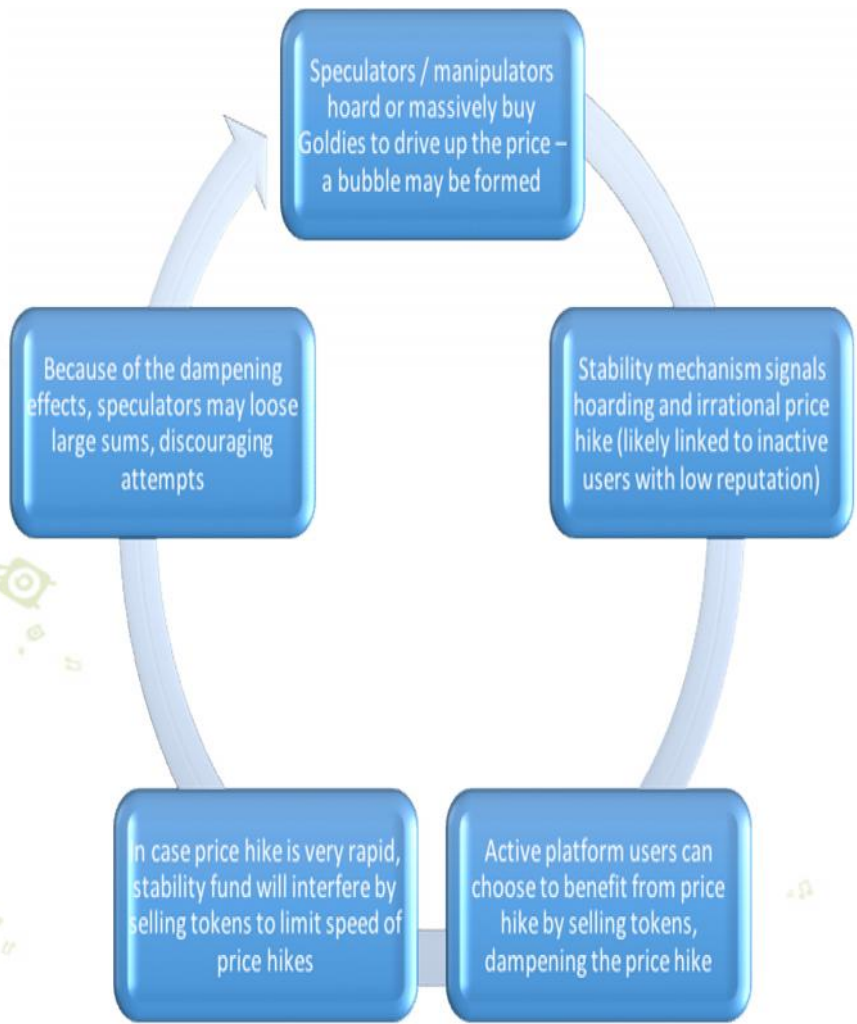 Speculators / manipulators
hoard or massively buy
Goldies to drive up the price –
a bubble may be formed
Stability mechanism signals
hoarding and irrational price
hike (likely linked to inactive
users with low reputation)
Active platform users can
choose to benefit from price
hike by selling tokens,
dampening the price hike
In case price hike is very rapid,
stability fund will interfere by
selling tokens to limit speed of
price hikes
Because of the dampening
effects, speculators may loose
large sums, discouraging
attempts